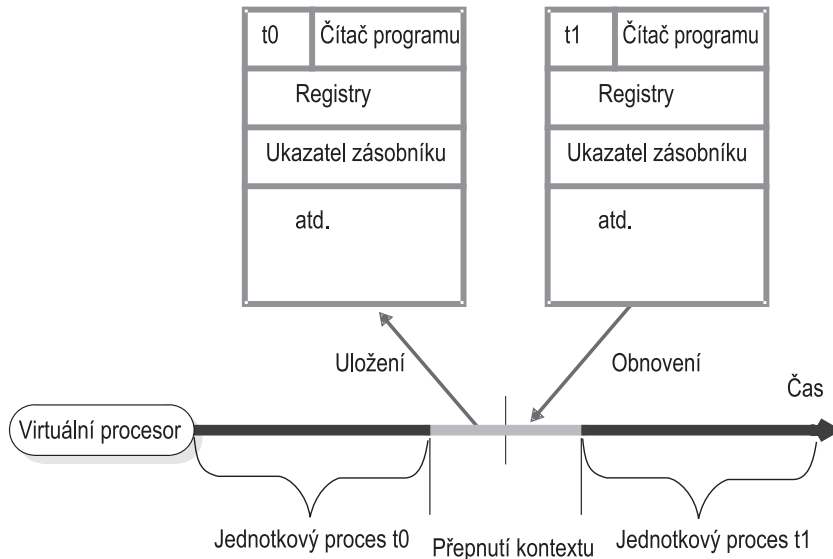 t0 Čítač programu
Registry
Ukazatel zásobníku
atd.
t1 Čítač programu
Registry
Ukazatel zásobníku
atd.
Uložení
Obnovení
Čas
Virtuální procesor
Jednotkový proces t0
Přepnutí kontextu
Jednotkový proces t1